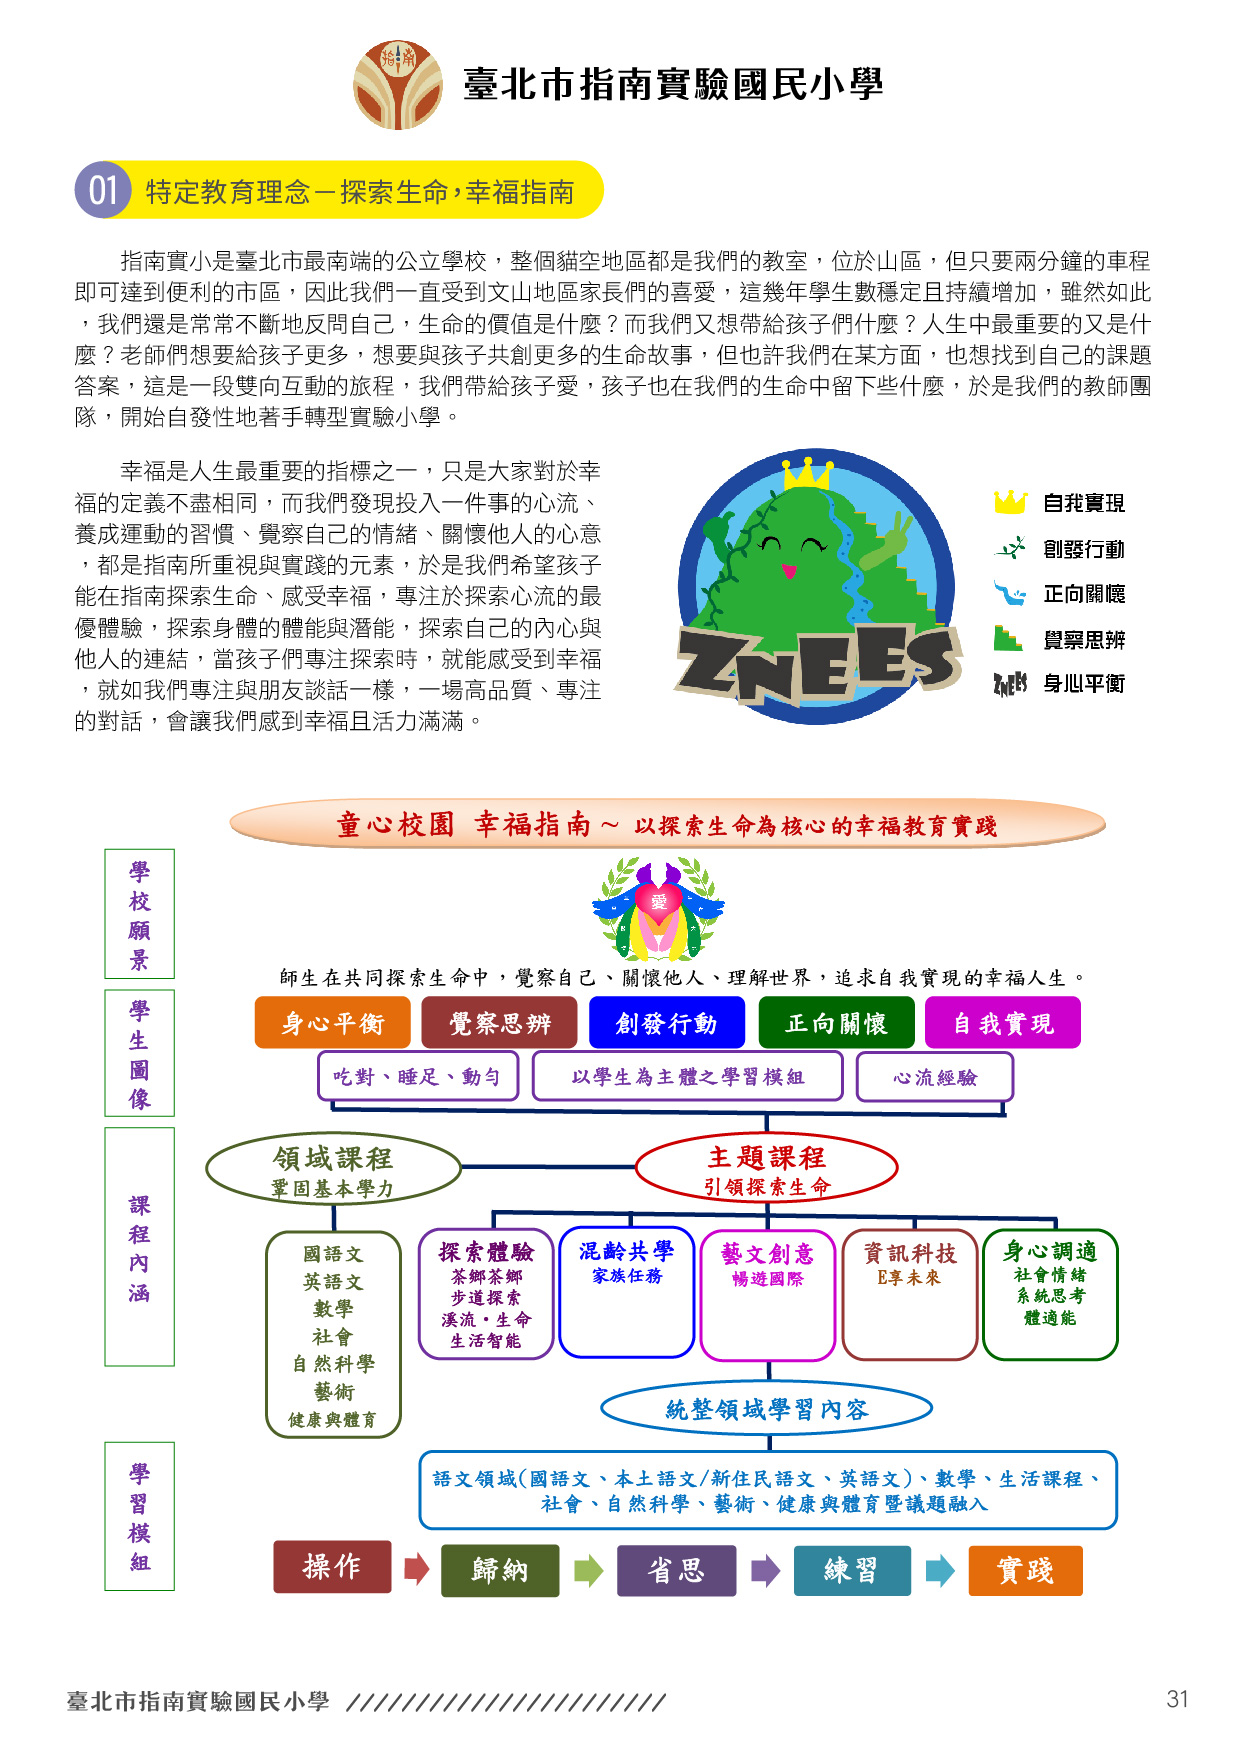 指南
臺北市指南實驗國民小學
01 特定教育理念－探索生命，幸福指南
指南實小是臺北市最南端的公立學校，整個貓空地區都是我們的教室，位於山區，但只要兩分鐘的車程
即可達到便利的市區，因此我們一直受到文山地區家長們的喜愛，這幾年學生數穩定且持續增加，雖然如此
，我們還是常常不斷地反問自己，生命的價值是什麼？而我們又想帶給孩子們什麼？人生中最重要的又是什
麼？老師們想要給孩子更多，想要與孩子共創更多的生命故事，但也許我們在某方面，也想找到自己的課題
答案，這是一段雙向互動的旅程，我們帶給孩子愛，孩子也在我們的生命中留下些什麼，於是我們的教師團
隊，開始自發性地著手轉型實驗小學。
幸福是人生最重要的指標之一，只是大家對於幸
福的定義不盡相同，而我們發現投入一件事的心流、
養成運動的習慣、覺察自己的情緒、關懷他人的心意
，都是指南所重視與實踐的元素，於是我們希望孩子
能在指南探索生命、感受幸福，專注於探索心流的最
優體驗，探索身體的體能與潛能，探索自己的內心與
他人的連結，當孩子們專注探索時，就能感受到幸福
，就如我們專注與朋友談話一樣，一場高品質、專注
的對話，會讓我們感到幸福且活力滿滿。
ZNEES
自我實現
創發行動
正向關懷
覺察思辨
ZNEES 身心平衡
童心校園 幸福指南～以探索生命為核心的幸福教育實踐
學校願景
愛
師生在共同探索生命中，覺察自己、關懷他人、理解世界，追求自我實現的幸福人生。
學生圖像
身心平衡 覺察思辨 創發行動 正向關懷 自我實現
吃對、睡足、動勻 以學生為主體之學習模組 心流經驗
課程內涵
領域課程
鞏固基本學力
主題課程
引領探索生命
國語文
英語文
數學
社會
自然科學
藝術
健康與體育
探索體驗
茶鄉茶鄉
步道探索
溪流・生命
生活智能
混齡共學
家族任務
藝文創意
暢遊國際
資訊科技
E享未來
身心調適
社會情緒
系統思考
體適能
統整領域學習內容
語文領域(國語文、本土語文/新住民語文、英語文)、數學、生活課程、
社會、自然科學、藝術、健康與體育暨議題融入
學習模組
操作 歸納 省思 練習 實踐
臺北市指南實驗國民小學 ///////////////////////
31